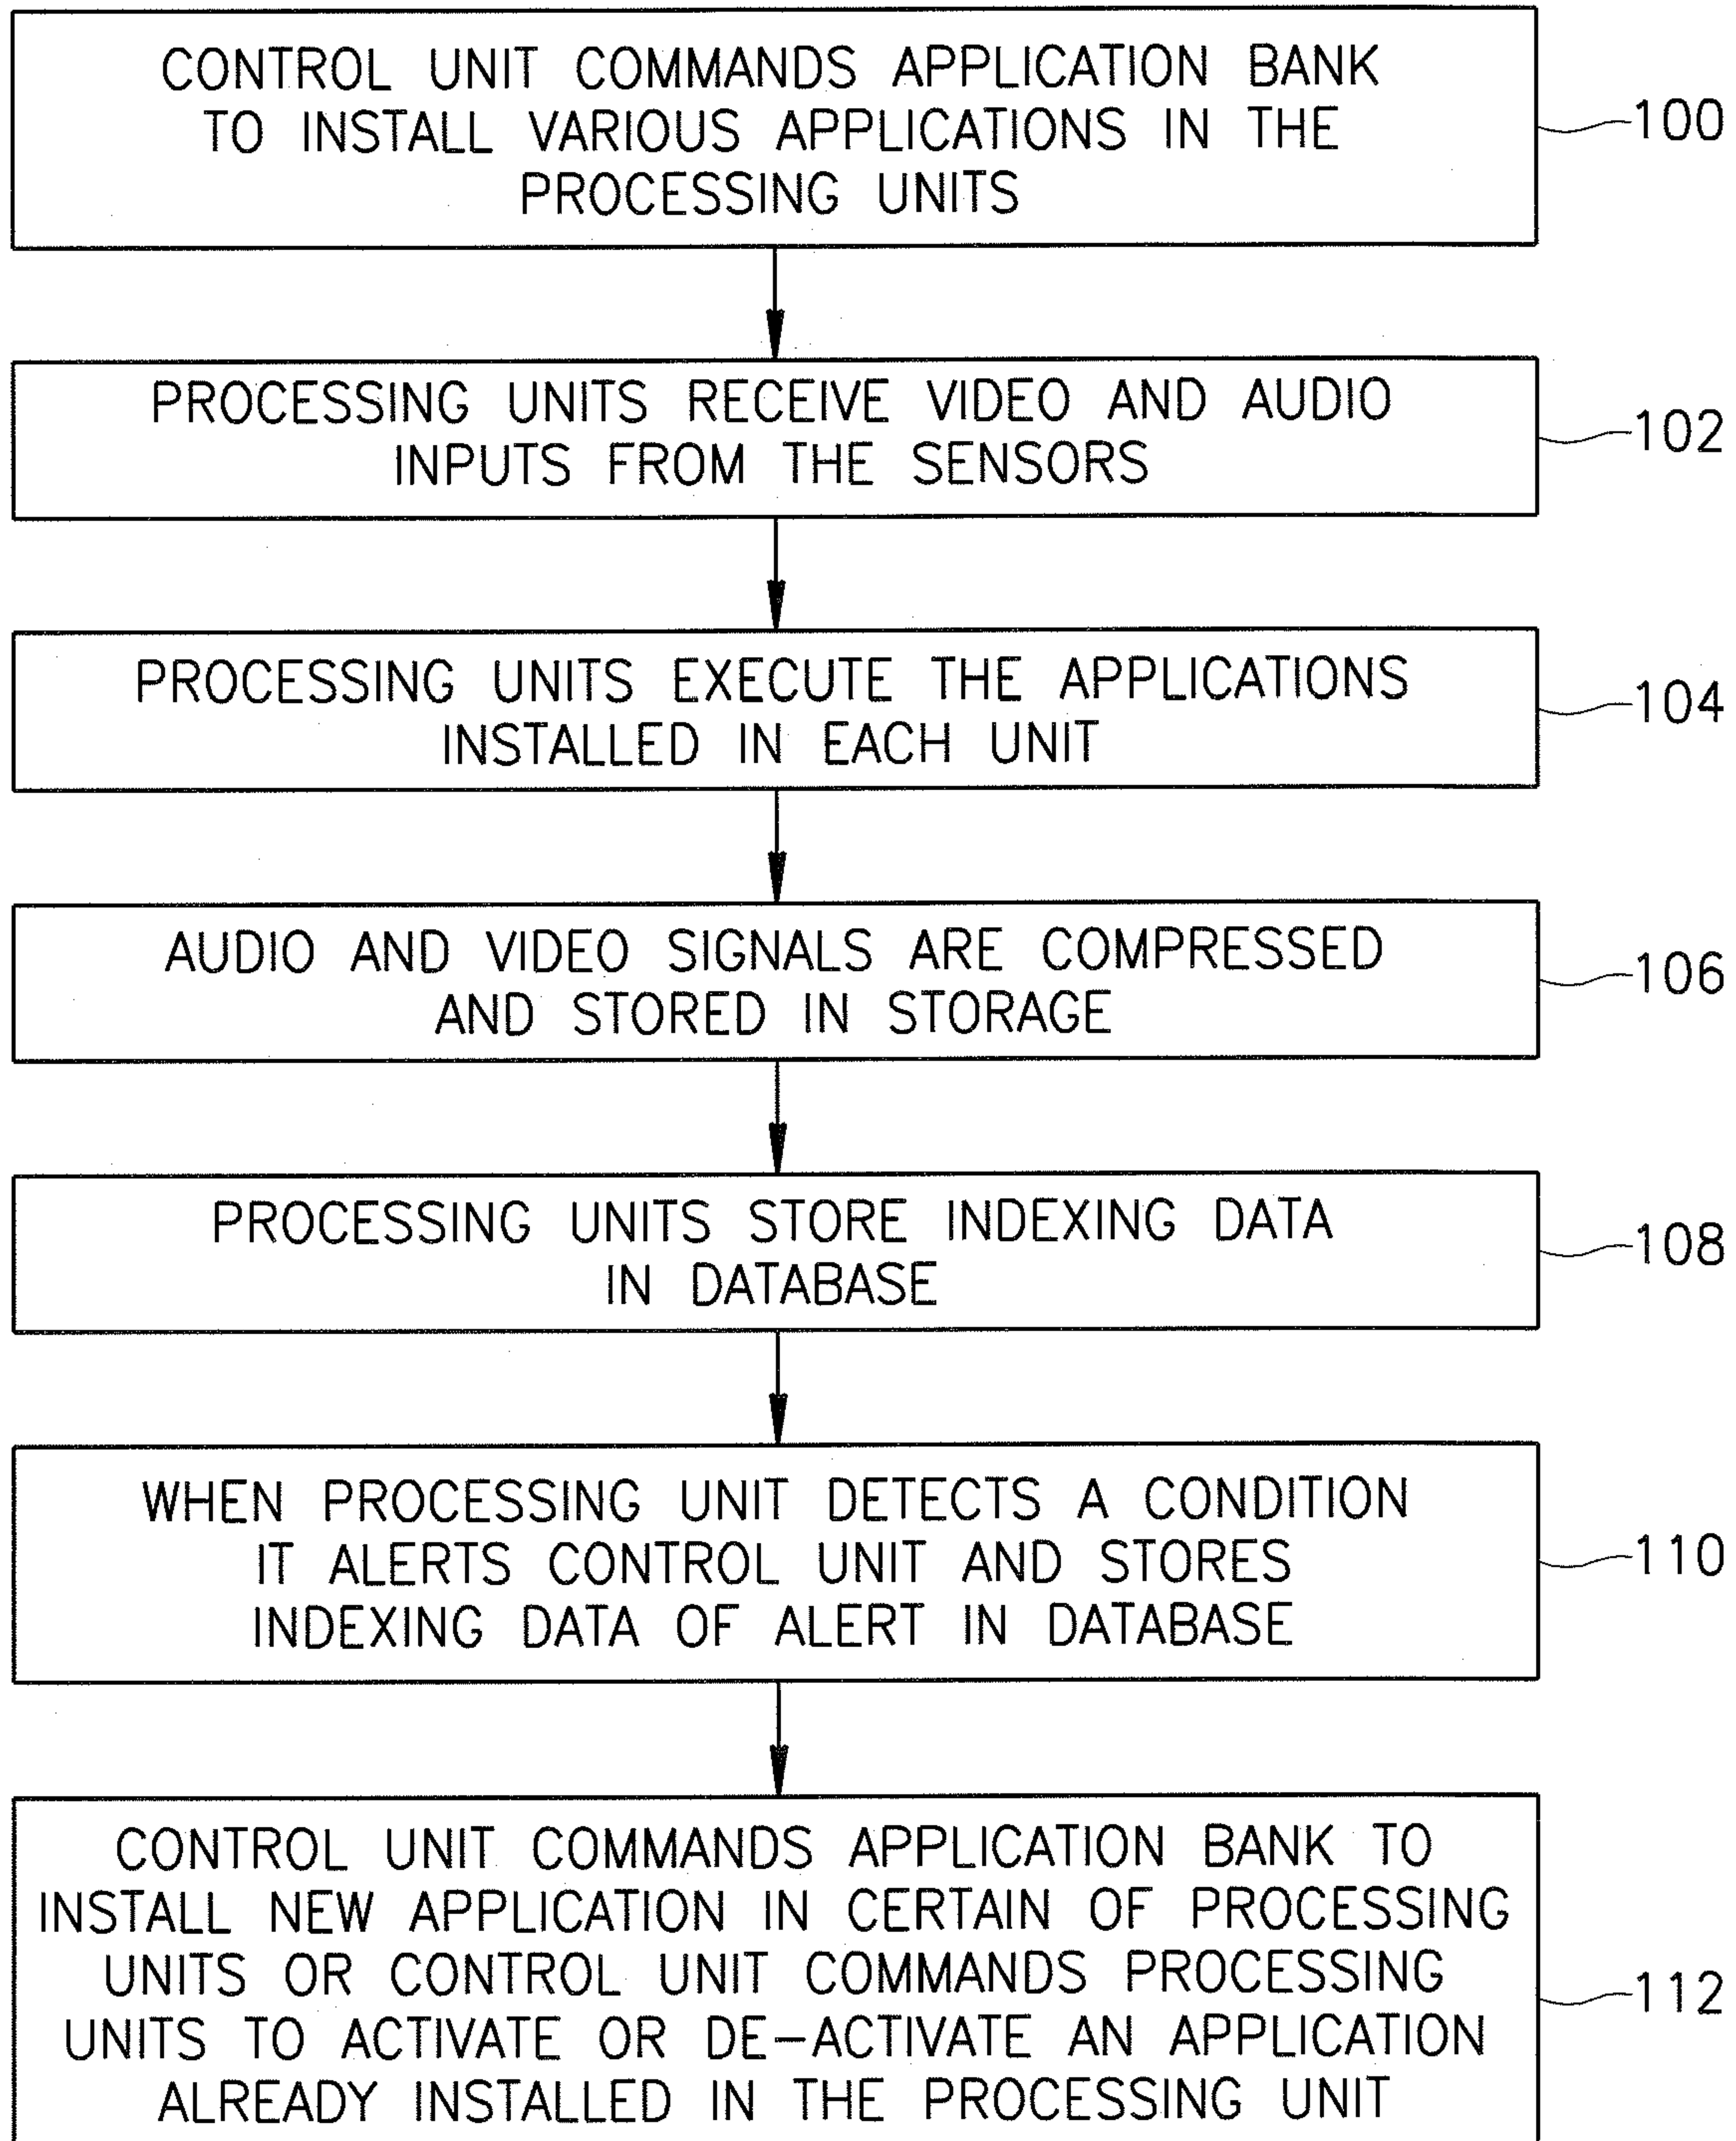 CONTROL UNIT COMMANDS APPLICATION BANK
TO INSTALL VARIOUS APPLICATIONS IN THE
PROCESSING UNITS
100
PROCESSING UNITS RECEIVE VIDEO AND AUDIO
INPUTS FROM THE SENSORS
102
PROCESSING UNITS EXECUTE THE APPLICATIONS
INSTALLED IN EACH UNIT
104
AUDIO AND VIDEO SIGNALS ARE COMPRESSED
AND STORED IN STORAGE
106
PROCESSING UNITS STORE INDEXING DATA
IN DATABASE
108
WHEN PROCESSING UNIT DETECTS A CONDITION
IT ALERTS CONTROL UNIT AND STORES
INDEXING DATA OF ALERT IN DATABASE
110
CONTROL UNIT COMMANDS APPLICATION BANK TO
INSTALL NEW APPLICATION IN CERTAIN OF PROCESSING
UNITS OR CONTROL UNIT COMMANDS PROCESSING
UNITS TO ACTIVATE OR DE-ACTIVATE AN APPLICATION
ALREADY INSTALLED IN THE PROCESSING UNIT
112